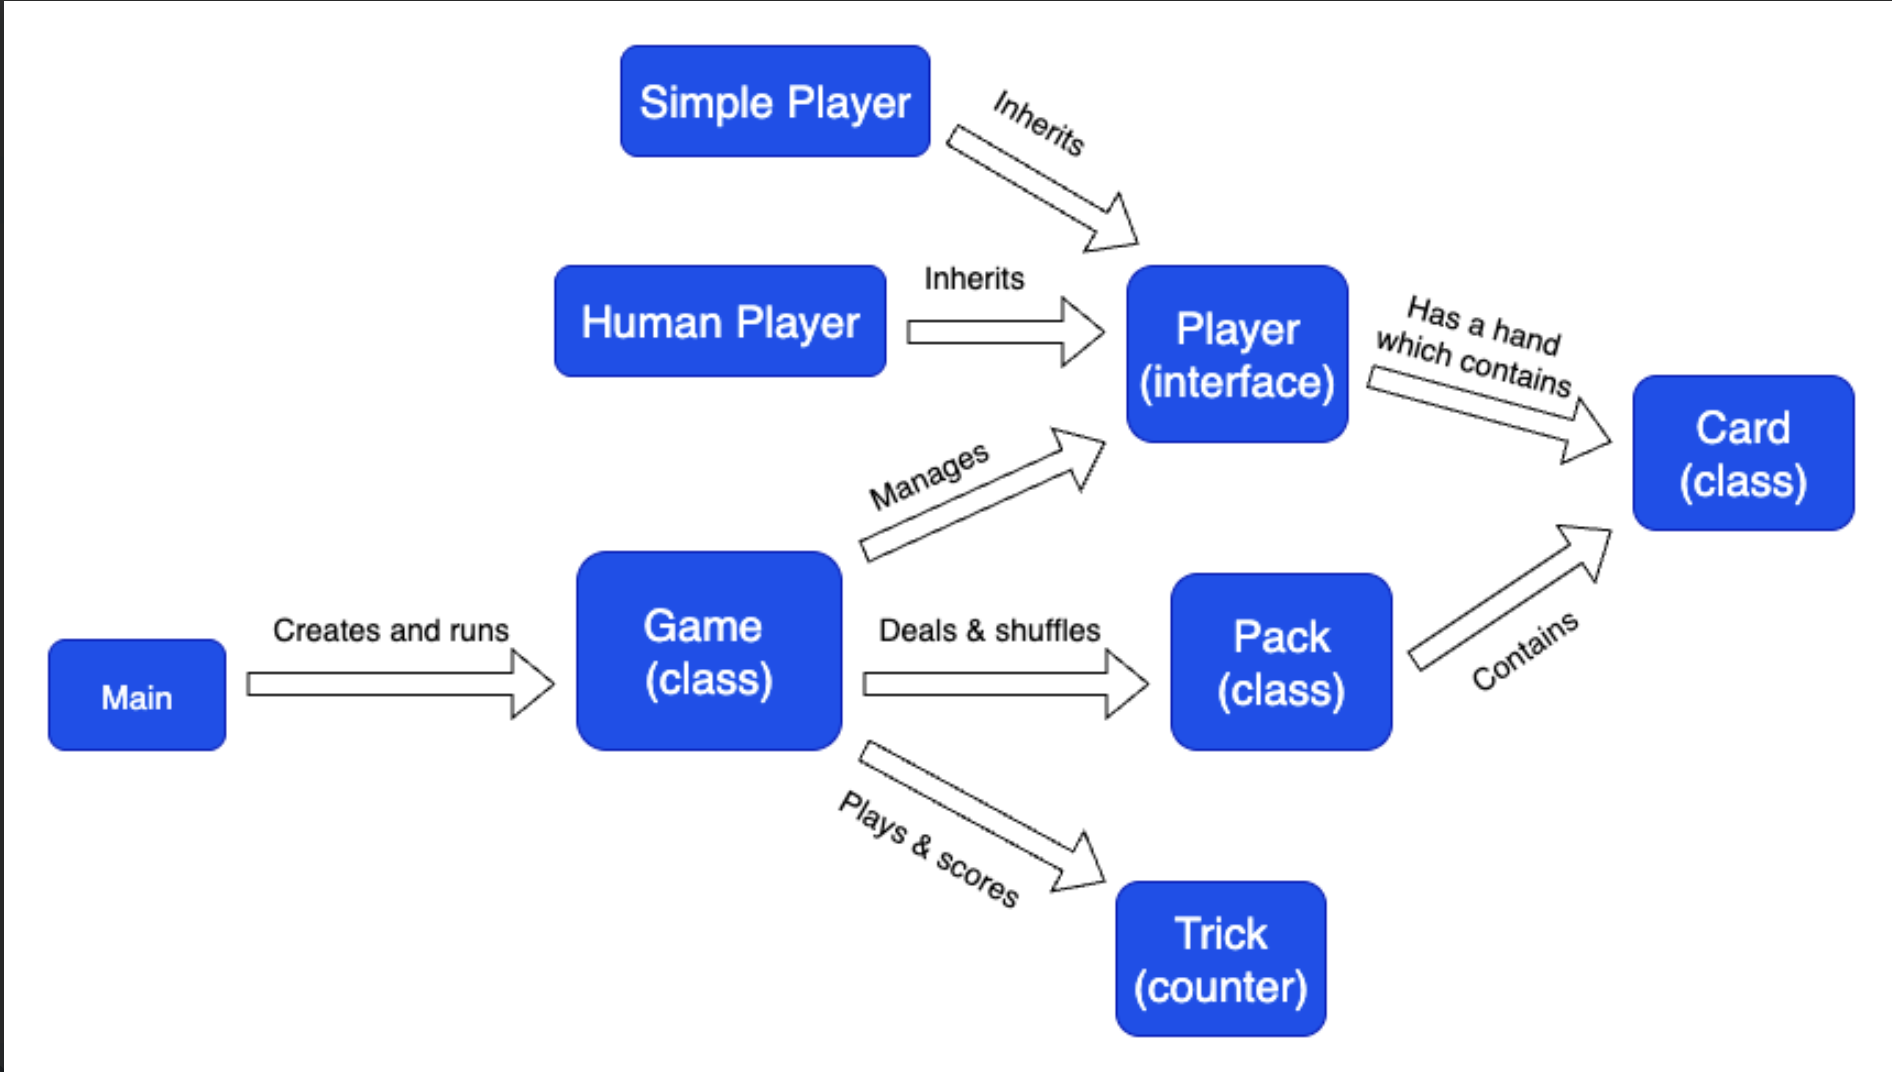 Simple Player
Inherits
Human Player
Inherits
Player
(interface)
Has a hand
which contains
Card
(class)
Manages
Main
Creates and runs
Game
(class)
Deals & shuffles
Pack
(class)
Contains
Plays & scores
Trick
(counter)